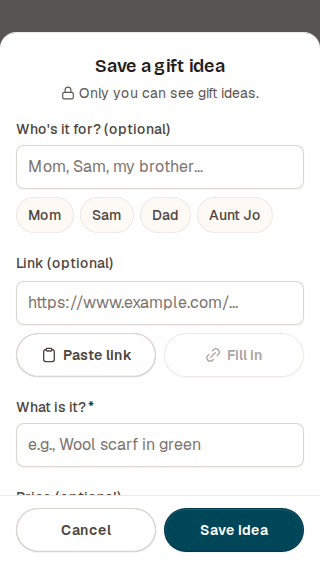 Save a gift idea
Only you can see gift ideas.
Who's it for? (optional)
Mom, Sam, my brother...
Mom
Sam
Dad
Aunt Jo
Link (optional)
https://www.example.com/...
Paste link
Fill in
What is it? *
e.g., Wool scarf in green
Price (optional)
Cancel
Save idea